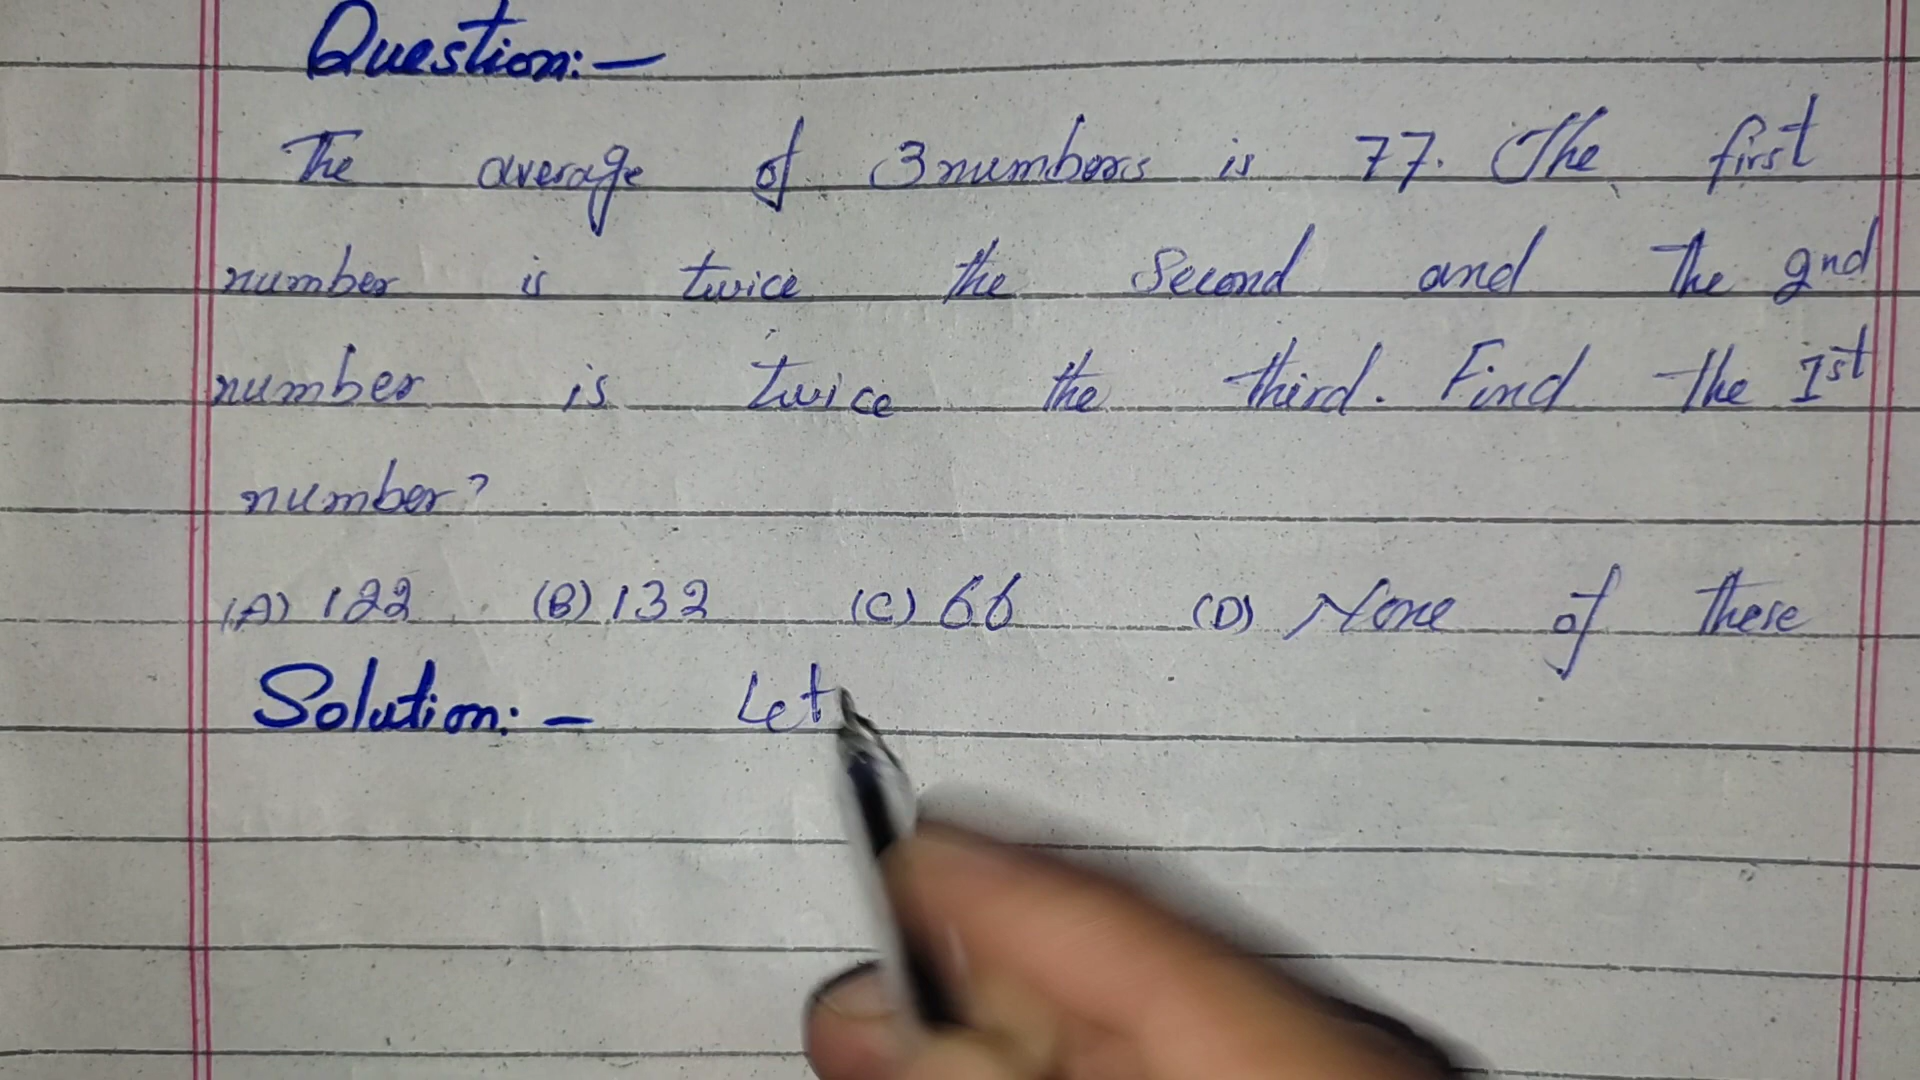 Question:-
The average of 3 numbers is 77. The first
number is twice the Second and the 2nd
number is twice the third. Find the 1st
number?
(A) 122 (B) 132 (C) 66 (D) None of these
Solution:- Let